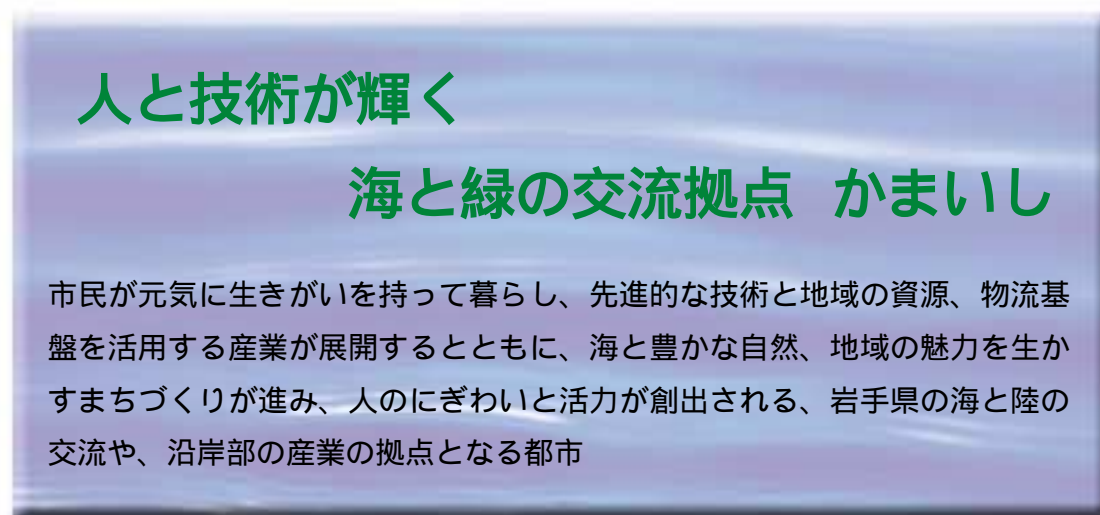 人と技術が輝く
海と緑の交流拠点 かまいし
市民が元気に生きがいを持って暮らし、先進的な技術と地域の資源、物流基
盤を活用する産業が展開するとともに、海と豊かな自然、地域の魅力を生か
すまちづくりが進み、人のにぎわいと活力が創出される、岩手県の海と陸の
交流や、沿岸部の産業の拠点となる都市